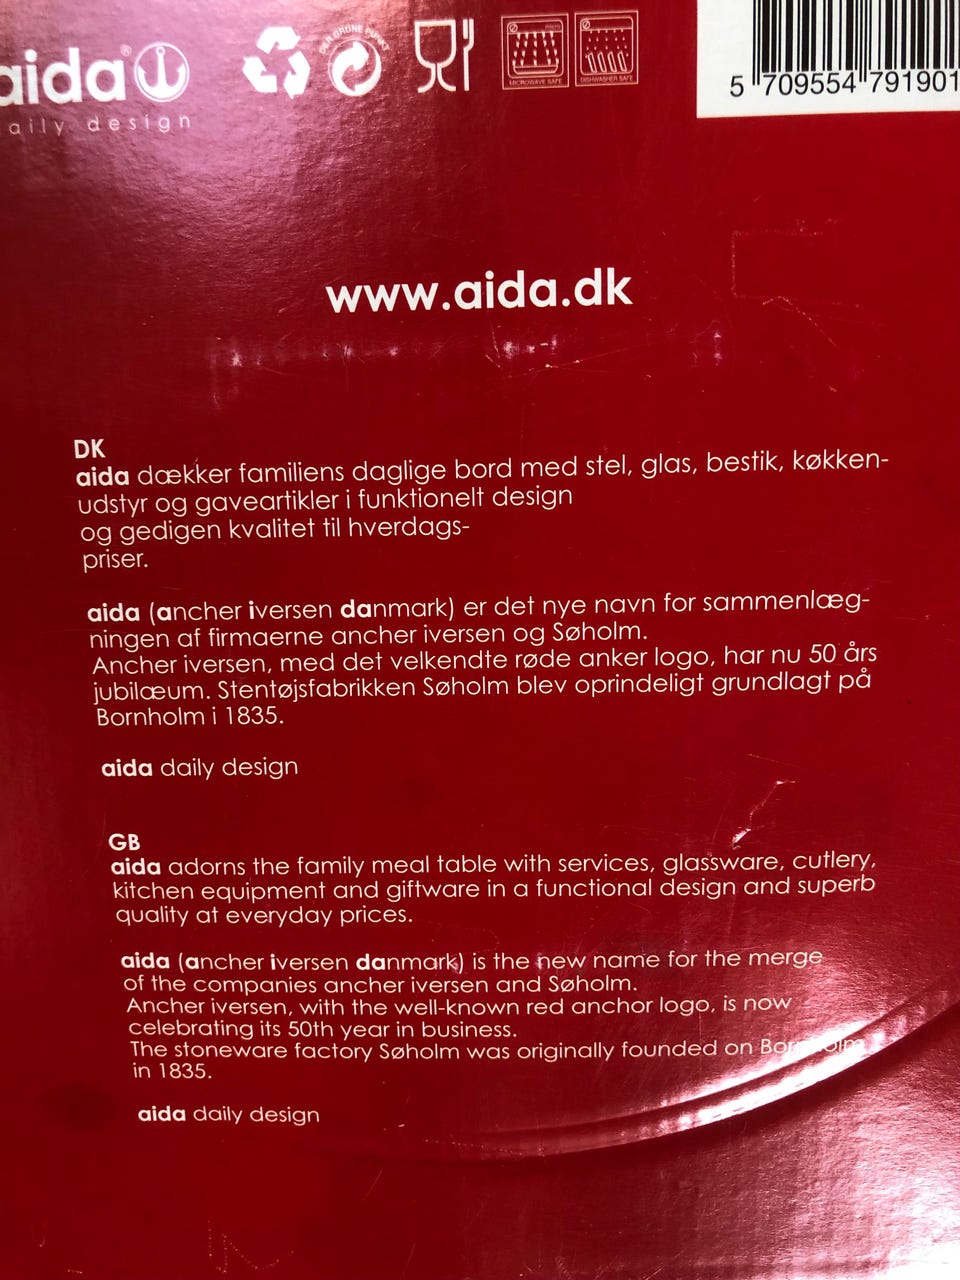 aida®
daily design
DER GRÜNE PUNKT
MICROWAVE SAFE
DISHWASHER SAFE
5 709554 791901
www.aida.dk
DK
aida dækker familiens daglige bord med stel, glas, bestik, køkken-
udstyr og gaveartikler i funktionelt design
og gedigen kvalitet til hverdags-
priser.
aida (ancher iversen danmark) er det nye navn for sammenlæg-
ningen af firmaerne ancher iversen og Søholm.
Ancher iversen, med det velkendte røde anker logo, har nu 50 års
jubilæum. Stentøjsfabrikken Søholm blev oprindeligt grundlagt på
Bornholm i 1835.
aida daily design
GB
aida adorns the family meal table with services, glassware, cutlery,
kitchen equipment and giftware in a functional design and superb
quality at everyday prices.
aida (ancher iversen danmark) is the new name for the merge
of the companies ancher iversen and Søholm.
Ancher iversen, with the well-known red anchor logo, is now
celebrating its 50th year in business.
The stoneware factory Søholm was originally founded on Bornholm
in 1835.
aida daily design